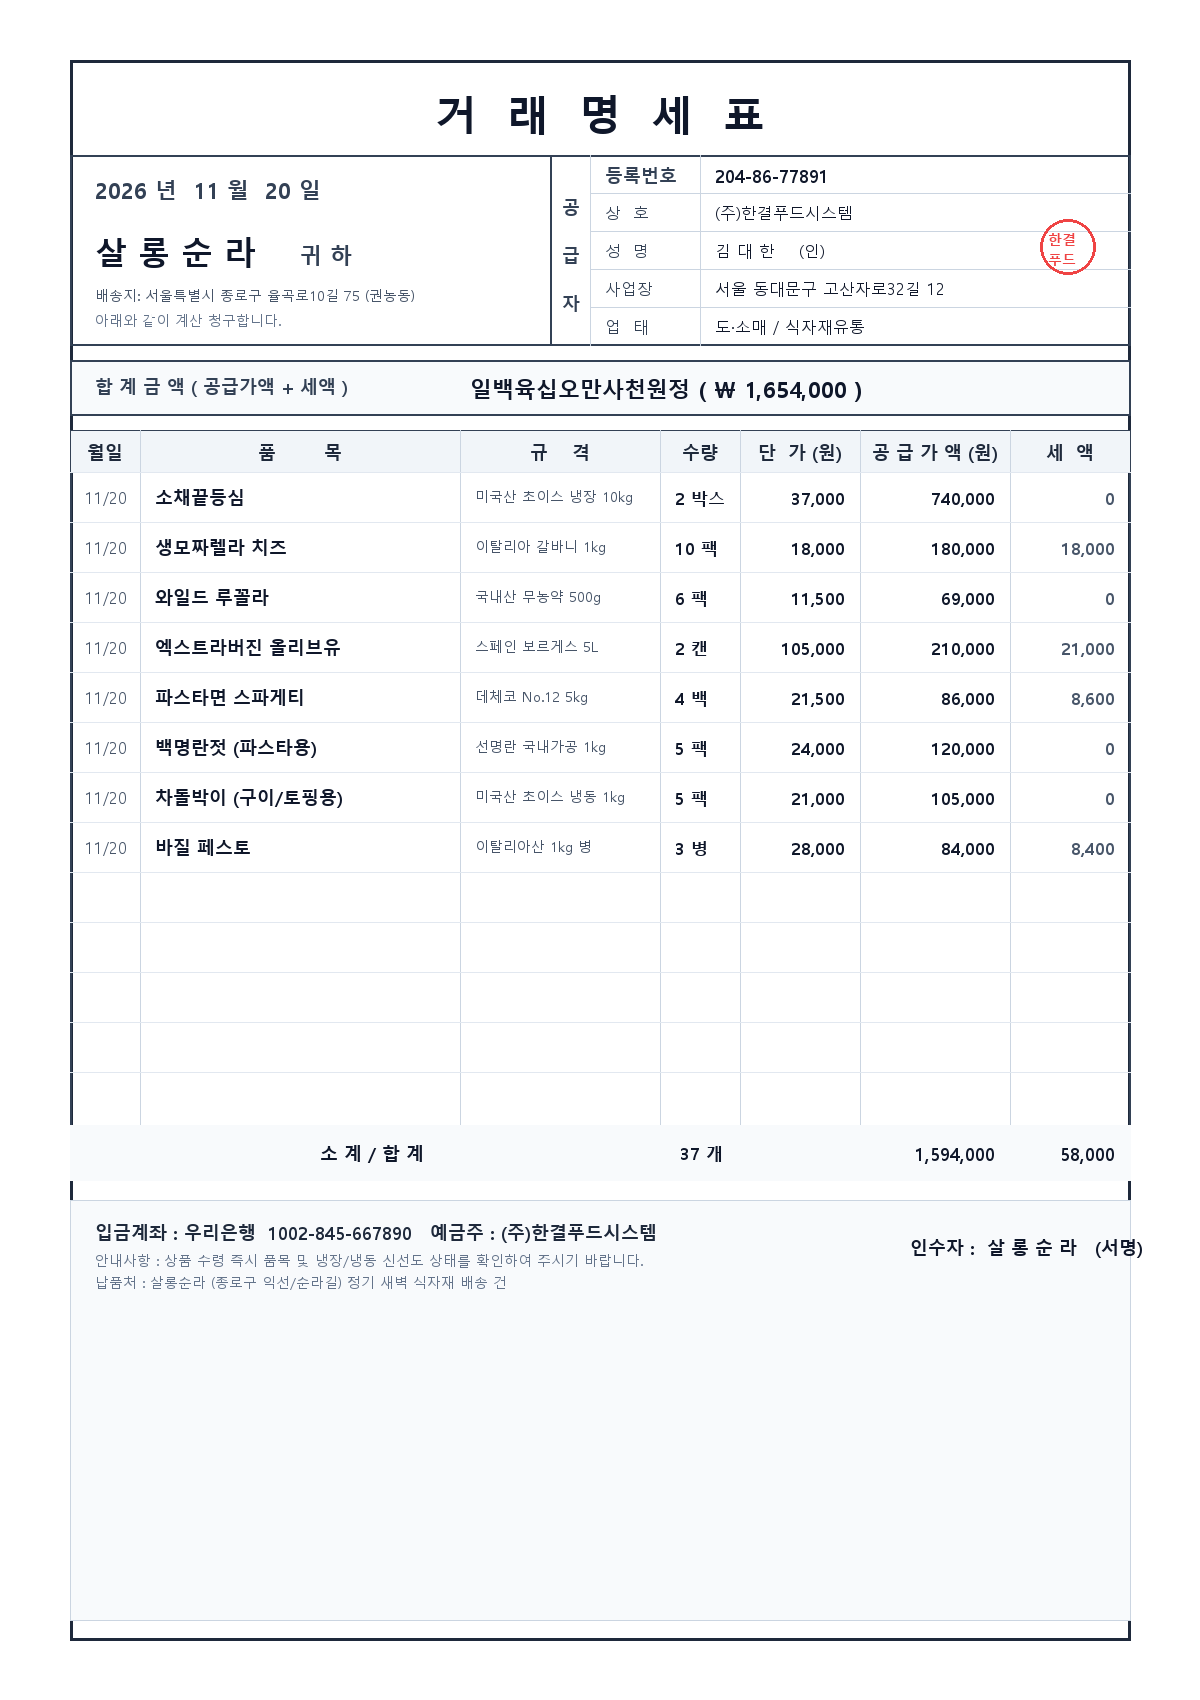 거 래 명 세 표
2026 년 11 월 20 일
살 롱 순 라 귀 하
배송지: 서울특별시 종로구 율곡로10길 75 (권농동)
아래와 같이 계산 청구합니다.
공 급 자
등록번호 204-86-77891
상 호 (주)한결푸드시스템
성 명 김 대 한 (인)
한결
푸드
사업장 서울 동대문구 고산자로32길 12
업 태 도·소매 / 식자재유통
합 계 금 액 ( 공급가액 + 세액 ) 일백육십오만사천원정 ( ₩ 1,654,000 )
월일 품 목 규 격 수량 단 가 (원) 공 급 가 액 (원) 세 액
11/20 소채끝등심 미국산 초이스 냉장 10kg 2 박스 37,000 740,000 0
11/20 생모짜렐라 치즈 이탈리아 갈바니 1kg 10 팩 18,000 180,000 18,000
11/20 와일드 루꼴라 국내산 무농약 500g 6 팩 11,500 69,000 0
11/20 엑스트라버진 올리브유 스페인 보르게스 5L 2 캔 105,000 210,000 21,000
11/20 파스타면 스파게티 데체코 No.12 5kg 4 백 21,500 86,000 8,600
11/20 백명란젓 (파스타용) 선명란 국내가공 1kg 5 팩 24,000 120,000 0
11/20 차돌박이 (구이/토핑용) 미국산 초이스 냉동 1kg 5 팩 21,000 105,000 0
11/20 바질 페스토 이탈리아산 1kg 병 3 병 28,000 84,000 8,400
소 계 / 합 계 37 개 1,594,000 58,000
입금계좌 : 우리은행 1002-845-667890 예금주 : (주)한결푸드시스템
안내사항 : 상품 수령 즉시 품목 및 냉장/냉동 신선도 상태를 확인하여 주시기 바랍니다.
납품처 : 살롱순라 (종로구 익선/순라길) 정기 새벽 식자재 배송 건
인수자 : 살 롱 순 라 (서명)